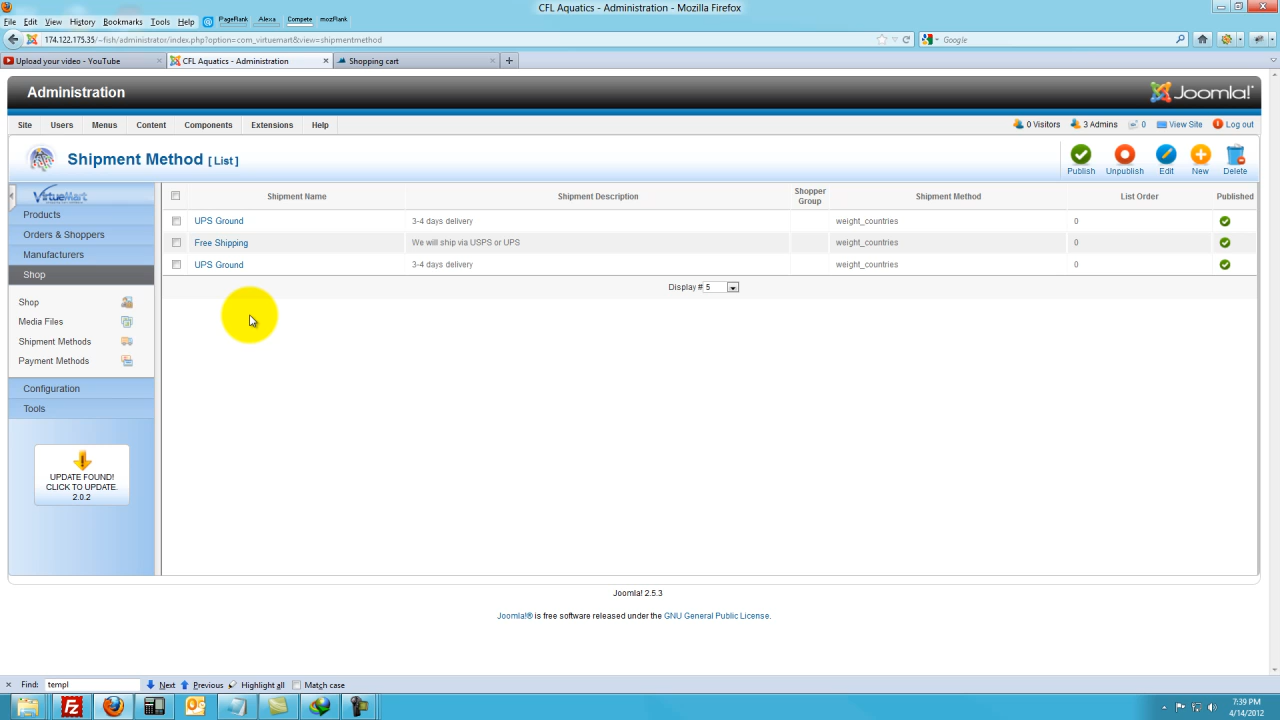 CFL Aquatics - Administration - Mozilla Firefox
File Edit View History Bookmarks Tools Help @ PageRank Alexa Compete mozRank
174.122.175.35/~fish/administrator/index.php?option=com_virtuemart&view=shipmentmethod
Google
Upload your video - YouTube
CFL Aquatics - Administration
Shopping cart
Administration
Joomla!®
Site Users Menus Content Components Extensions Help
0 Visitors 3 Admins 0 View Site Log out
Shipment Method [ List ]
Publish Unpublish Edit New Delete
VirtueMart
Products
Orders & Shoppers
Manufacturers
Shop
Shop
Media Files
Shipment Methods
Payment Methods
Configuration
Tools
UPDATE FOUND!
CLICK TO UPDATE.
2.0.2
Shipment Name Shipment Description Shopper Group Shipment Method List Order Published
UPS Ground 3-4 days delivery weight_countries 0
Free Shipping We will ship via USPS or UPS weight_countries 0
UPS Ground 3-4 days delivery weight_countries 0
Display # 5
Joomla! 2.5.3
Joomla!® is free software released under the GNU General Public License.
Find: templ Next Previous Highlight all Match case
7:39 PM
4/14/2012